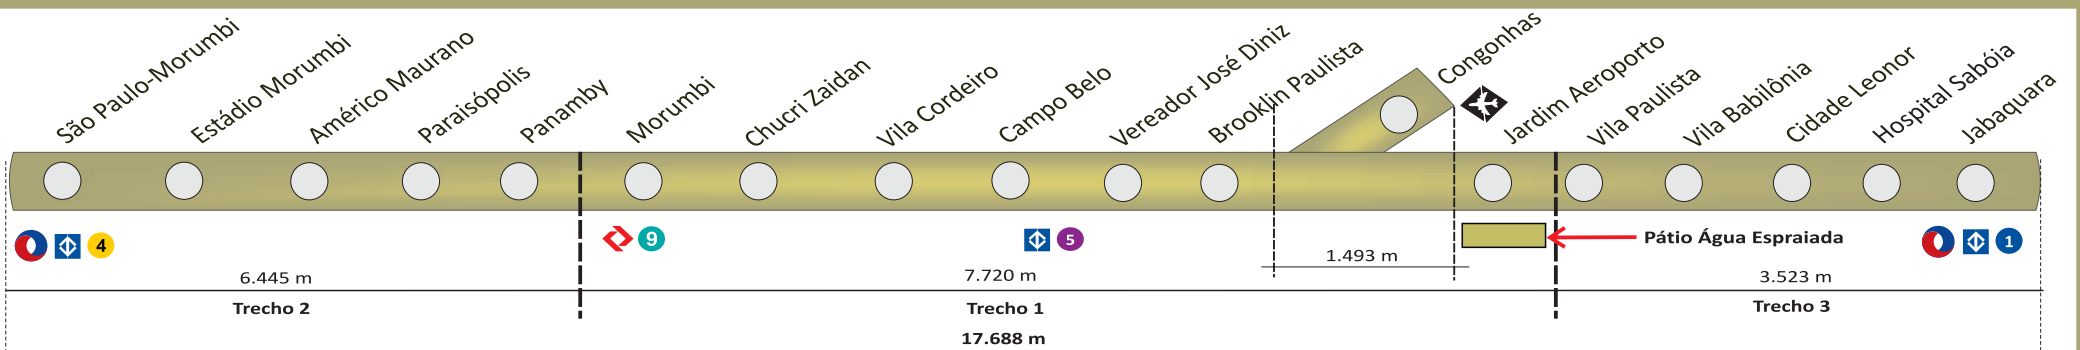 São Paulo-Morumbi
Estádio Morumbi
Américo Maurano
Paraisópolis
Panamby
Morumbi
Chucri Zaidan
Vila Cordeiro
Campo Belo
Vereador José Diniz
Brooklin Paulista
Congonhas
Jardim Aeroporto
Vila Paulista
Vila Babilônia
Cidade Leonor
Hospital Sabóia
Jabaquara
4
9
5
1
Pátio Água Espraiada
1.493 m
6.445 m
7.720 m
3.523 m
Trecho 2
Trecho 1
Trecho 3
17.688 m